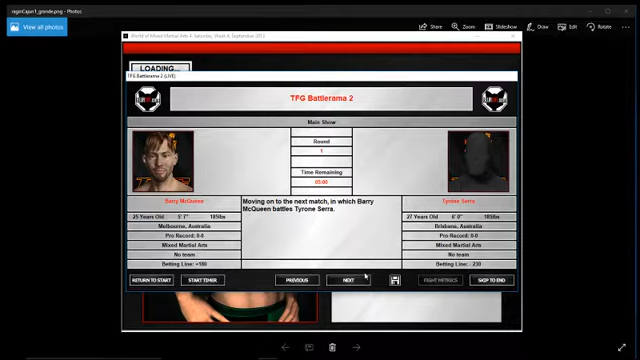 raginCajun1_grande.png - Photos
View all photos
Share
Zoom
Slideshow
Draw
Edit
Rotate
World of Mixed Martial Arts 4: Saturday, Week 4, September 2013
LOADING...
TFG Battlerama 2 (LIVE)
TFG Battlerama 2
Main Show
Round
1
Time Remaining
05:00
Barry McQueen
25 Years Old 5' 7" 185lbs
Melbourne, Australia
Pro Record: 0-0
Mixed Martial Arts
No team
Betting Line: +180
Moving on to the next match, in which Barry
McQueen battles Tyrone Serra.
Tyrone Serra
27 Years Old 6' 0" 185lbs
Brisbane, Australia
Pro Record: 0-0
Mixed Martial Arts
No team
Betting Line: - 230
RETURN TO START
START TIMER
PREVIOUS
NEXT
FIGHT METRICS
SKIP TO END